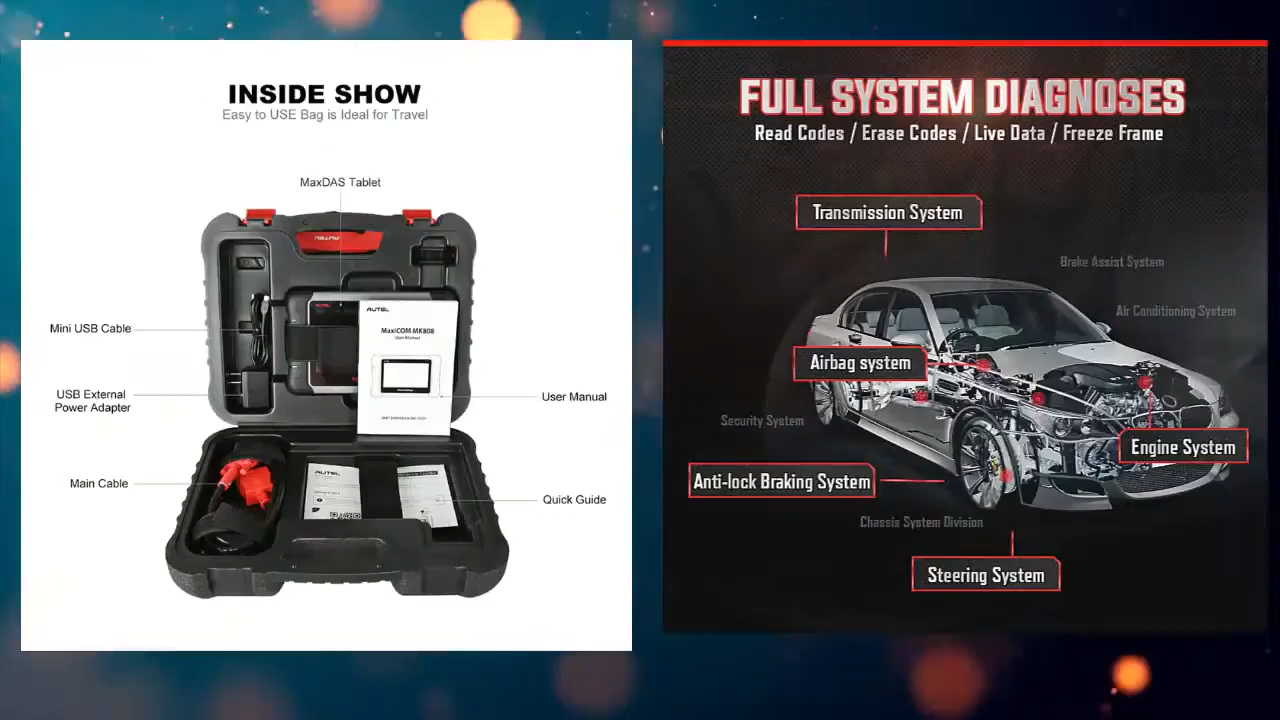 INSIDE SHOW
Easy to USE Bag is Ideal for Travel
MaxDAS Tablet
Mini USB Cable
USB External
Power Adapter
Main Cable
User Manual
Quick Guide
AUTEL
AUTEL
AUTEL
MaxiCOM MK808
User Manual
AUTEL
FULL SYSTEM DIAGNOSES
Read Codes / Erase Codes / Live Data / Freeze Frame
Transmission System
Brake Assist System
Air Conditioning System
Airbag system
Security System
Engine System
Anti-lock Braking System
Chassis System Division
Steering System